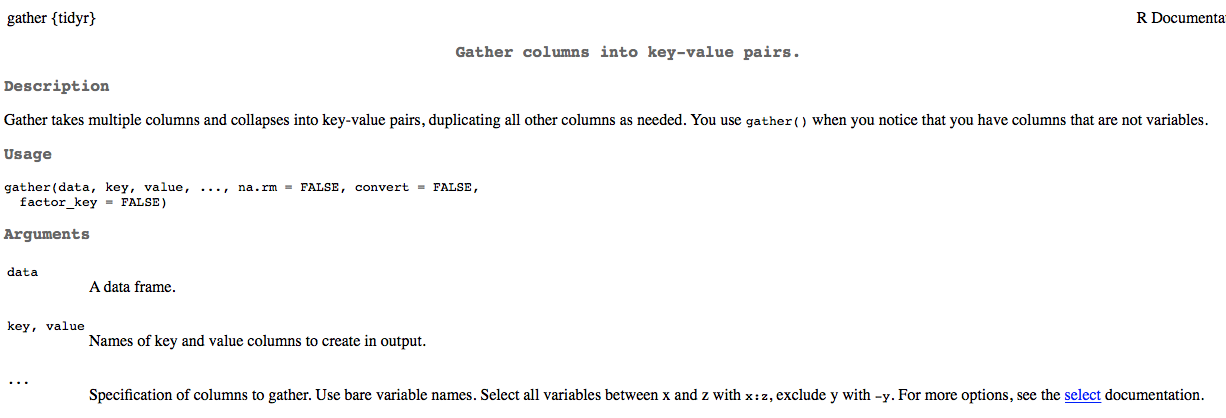 gather {tidyr}
R Documenta
Gather columns into key-value pairs.
Description
Gather takes multiple columns and collapses into key-value pairs, duplicating all other columns as needed. You use gather() when you notice that you have columns that are not variables.
Usage
gather(data, key, value, ..., na.rm = FALSE, convert = FALSE,
factor_key = FALSE)
Arguments
data
A data frame.
key, value
Names of key and value columns to create in output.
...
Specification of columns to gather. Use bare variable names. Select all variables between x and z with x:z, exclude y with -y. For more options, see the select documentation.